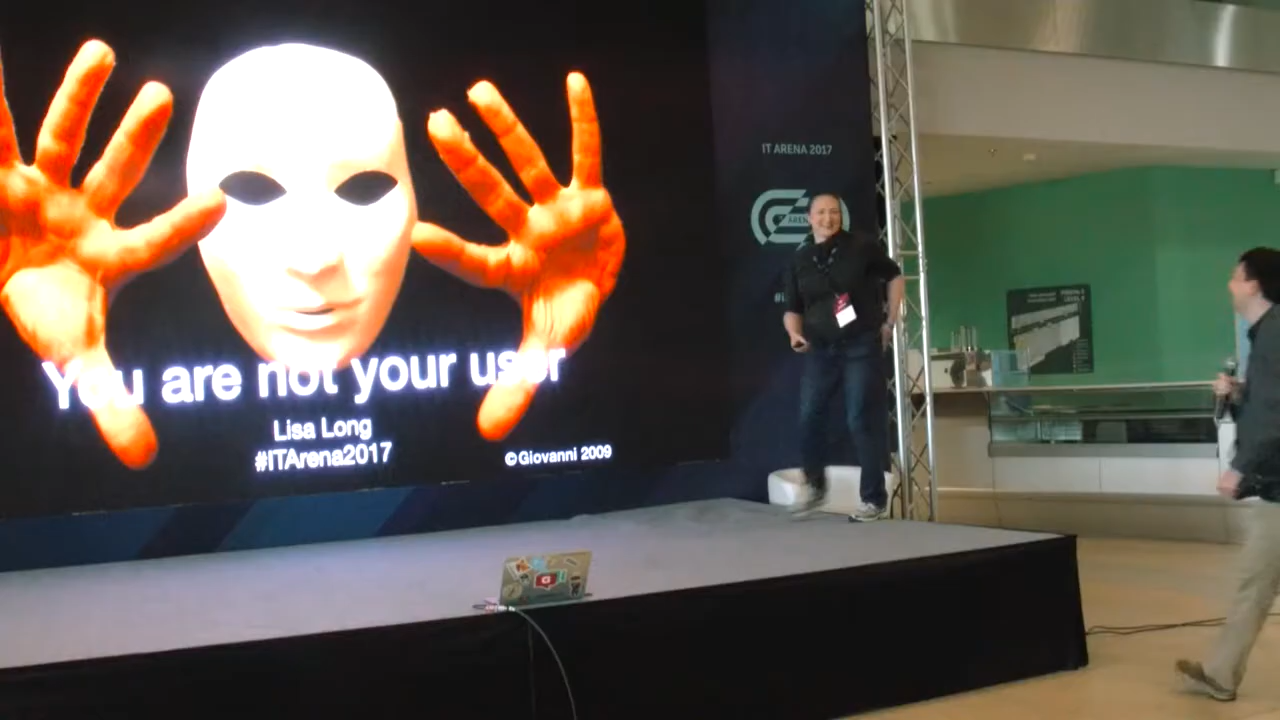 You are not your user
Lisa Long
#ITArena2017
©Giovanni 2009
IT ARENA 2017